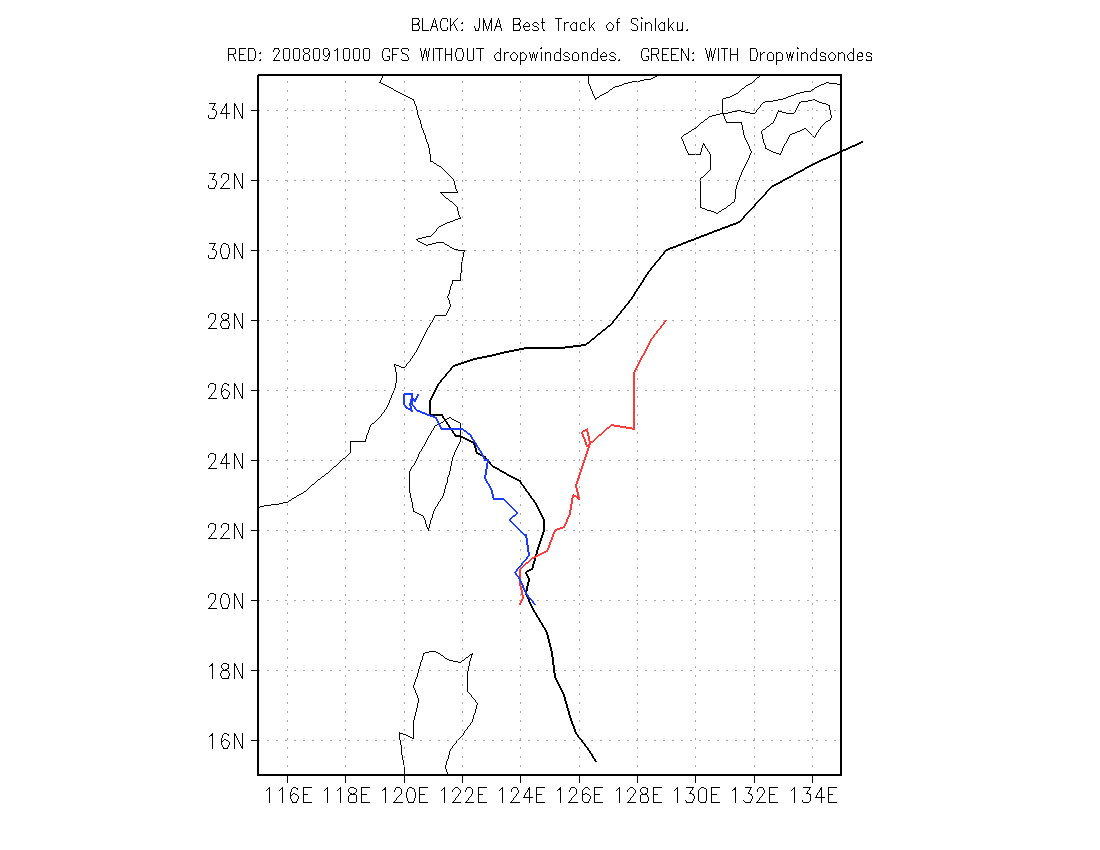 BLACK: JMA Best Track of Sinlaku.
RED: 2008091000 GFS WITHOUT dropwindsondes. GREEN: WITH Dropwindsondes
34N
32N
30N
28N
26N
24N
22N
20N
18N
16N
116E 118E 120E 122E 124E 126E 128E 130E 132E 134E